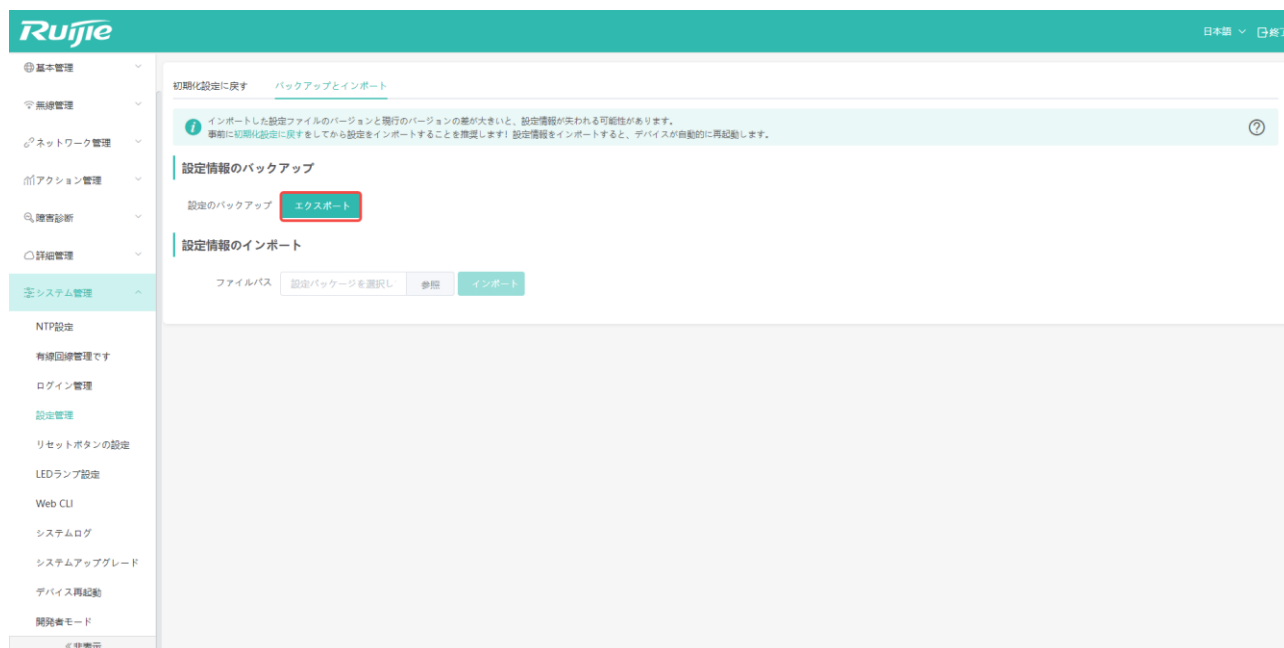 Ruijie
日本語
終了
基本管理
無線管理
ネットワーク管理
アクション管理
障害診断
詳細管理
システム管理
NTP設定
有線回線管理です
ログイン管理
設定管理
リセットボタンの設定
LEDランプ設定
Web CLI
システムログ
システムアップグレード
デバイス再起動
開発者モード
非表示
初期化設定に戻す バックアップとインポート
インポートした設定ファイルのバージョンと現行のバージョンの差が大きいと、設定情報が失われる可能性があります。
事前に初期化設定に戻すをしてから設定をインポートすることを推奨します! 設定情報をインポートすると、デバイスが自動的に再起動します。
設定情報のバックアップ
設定のバックアップ エクスポート
設定情報のインポート
ファイルパス 設定パッケージを選択し 参照 インポート